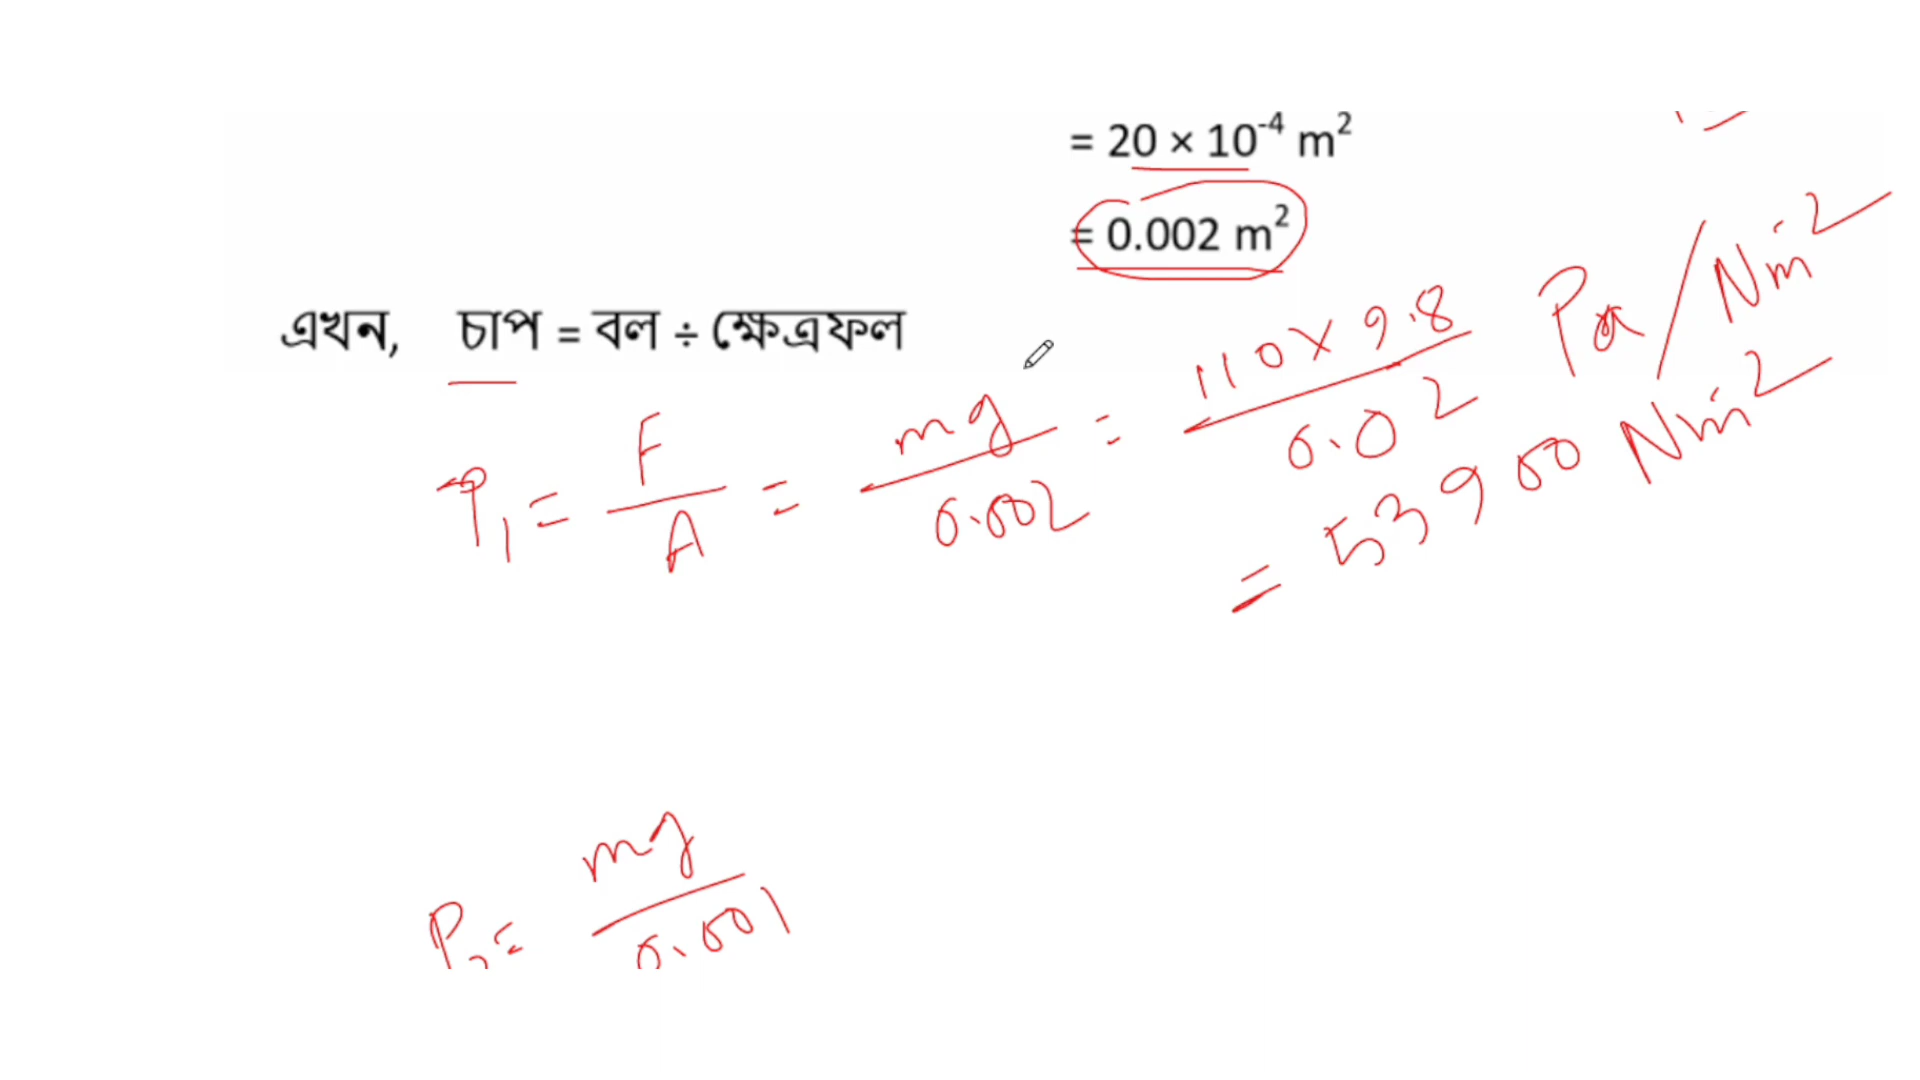 = 20 × 10⁻⁴ m²
= 0.002 m²
এখন, চাপ = বল ÷ ক্ষেত্রফল
P₁ = F/A = mg/0.002 = 110×9.8/0.02 Pa/Nm⁻²
= 53900 Nm⁻²
P₂ = mg/0.001